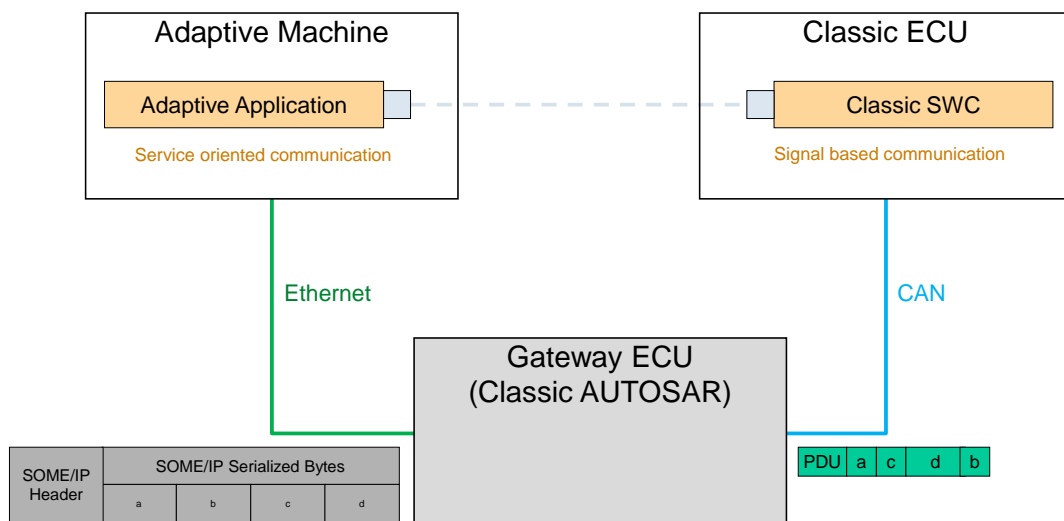 Adaptive Machine
Adaptive Application
Service oriented communication
Classic ECU
Classic SWC
Signal based communication
Ethernet
CAN
Gateway ECU
(Classic AUTOSAR)
SOME/IP
Header
SOME/IP Serialized Bytes
a b c d
PDU a c d b